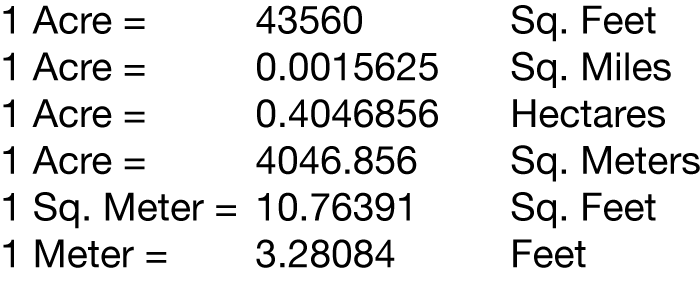 1 Acre = 43560 Sq. Feet
1 Acre = 0.0015625 Sq. Miles
1 Acre = 0.4046856 Hectares
1 Acre = 4046.856 Sq. Meters
1 Sq. Meter = 10.76391 Sq. Feet
1 Meter = 3.28084 Feet